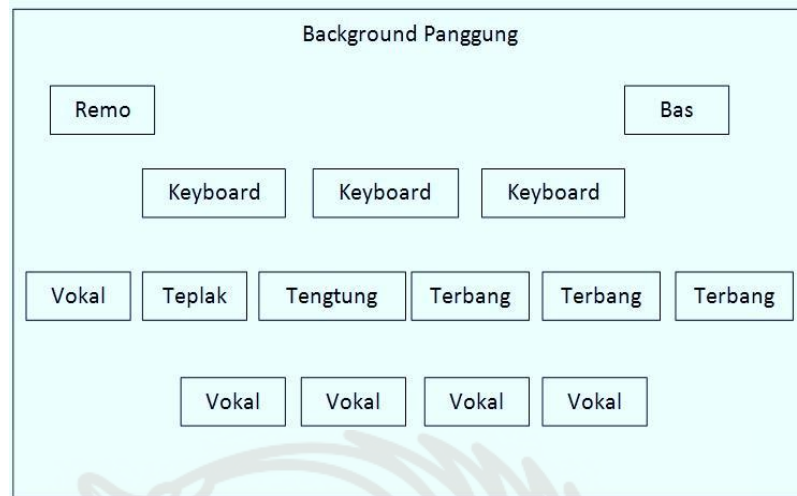 Background Panggung
Remo Bas
Keyboard Keyboard Keyboard
Vokal Teplak Tengtung Terbang Terbang Terbang
Vokal Vokal Vokal Vokal